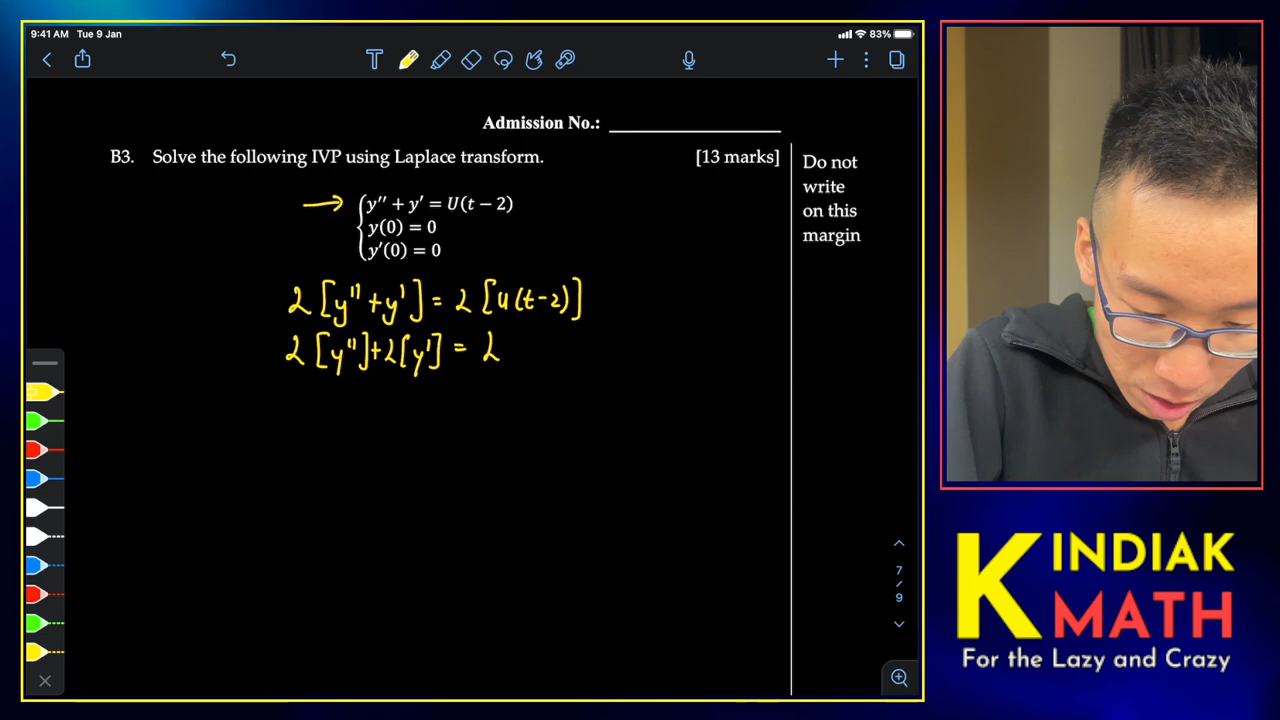 9:41 AM Tue 9 Jan 83%
Admission No.: ____________
B3. Solve the following IVP using Laplace transform. [13 marks]
y′′ + y′ = U(t − 2)
y(0) = 0
y′(0) = 0
Do not
write
on this
margin
ℒ[y''+y'] = ℒ[u(t-2)]
ℒ[y'']+ℒ[y'] = ℒ
7
/
9
KINDIAK
MATH
For the Lazy and Crazy